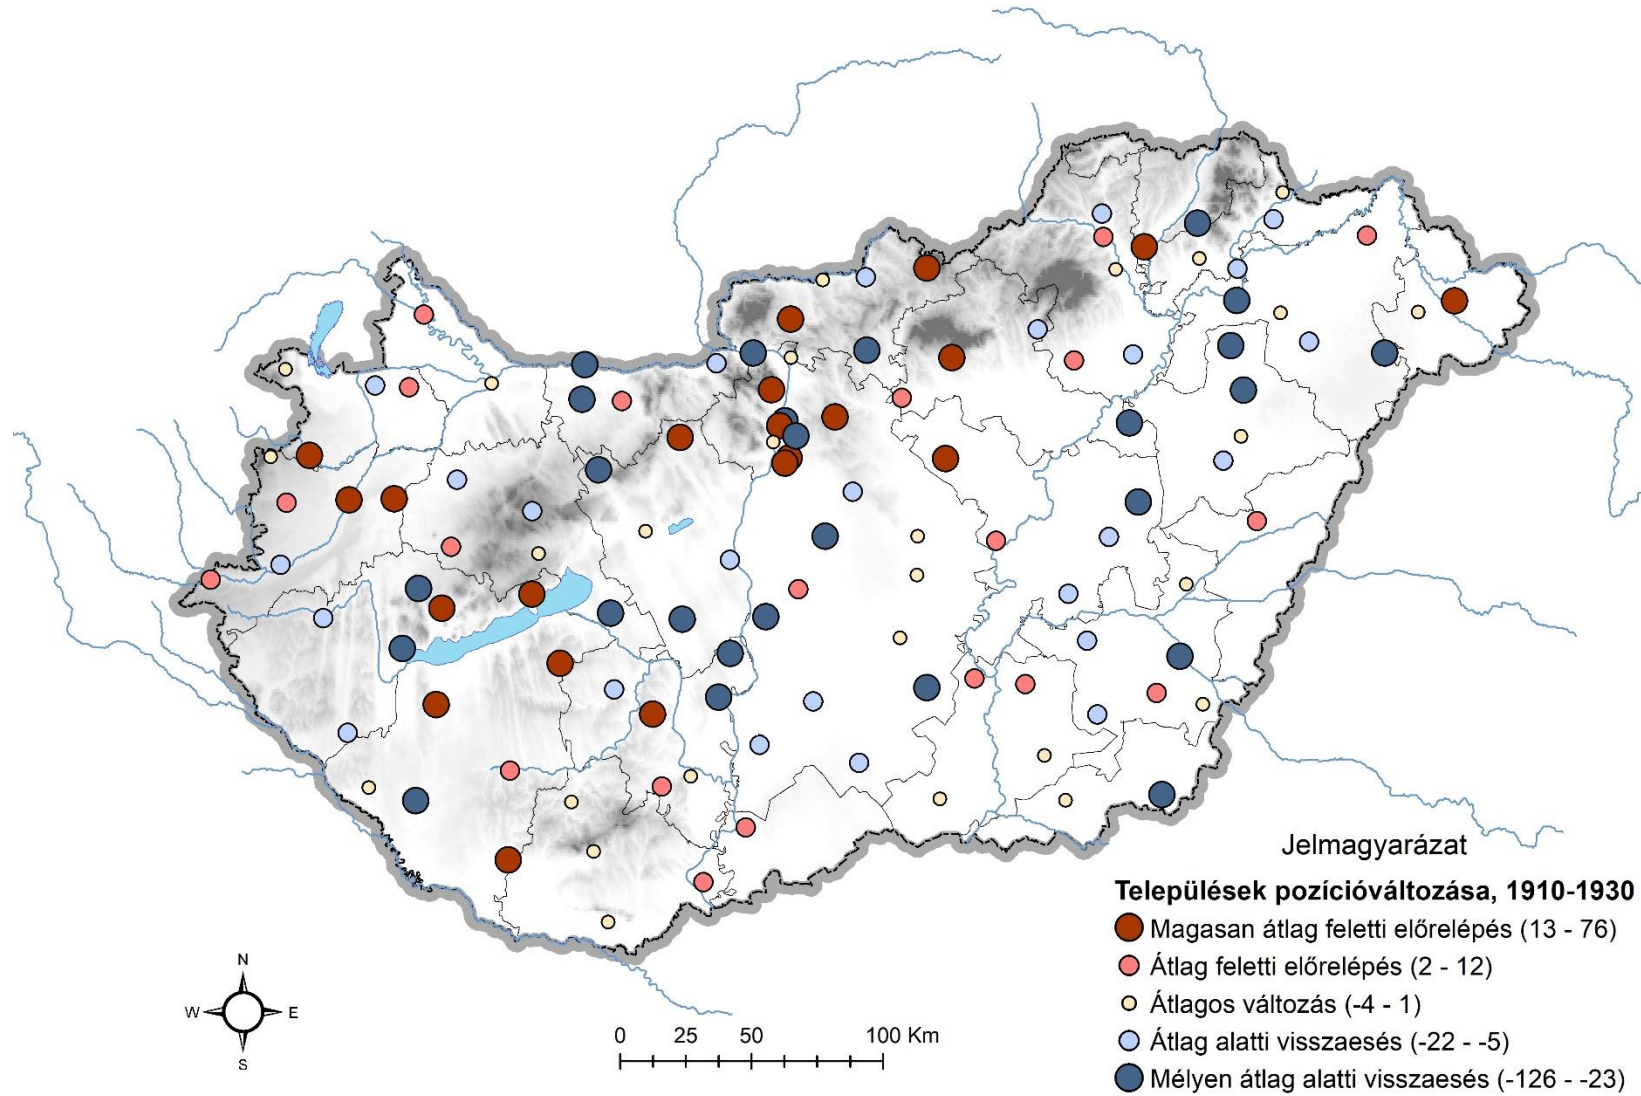 Jelmagyarázat
Települések pozícióváltozása, 1910-1930
Magasan átlag feletti előrelépés (13 - 76)
Átlag feletti előrelépés (2 - 12)
Átlagos változás (-4 - 1)
Átlag alatti visszaesés (-22 - -5)
Mélyen átlag alatti visszaesés (-126 - -23)
N
W E
S
0 25 50 100 Km